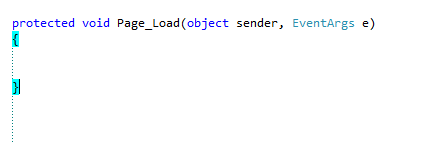 protected void Page_Load(object sender, EventArgs e)
{
}